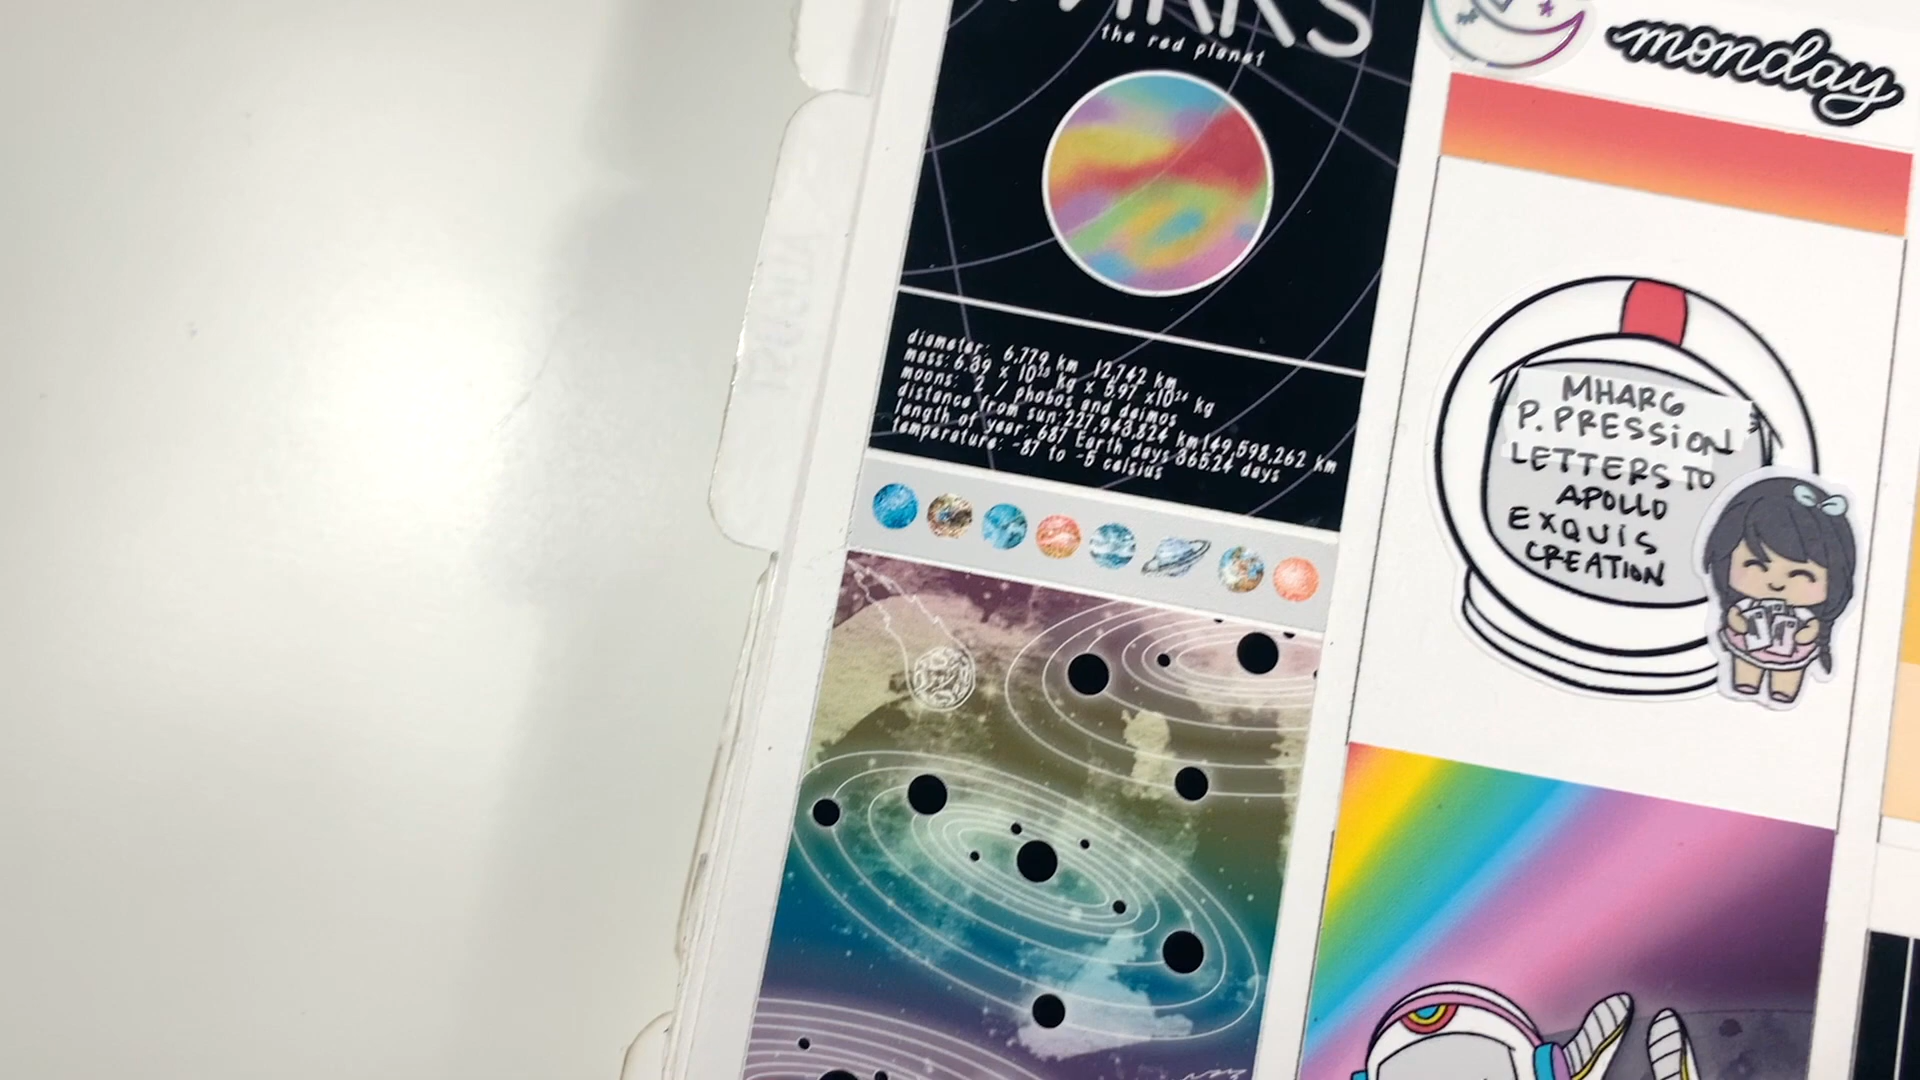 MARS
the red planet
diameter: 6,779 km 12,742 km
mass: 6.39 x 10²³ kg x 5.97 x10²⁴ kg
moons: 2 / phobos and deimos
distance from sun: 227,943,824 km 149,598,262 km
length of year: 687 Earth days 365.24 days
temperature: -87 to -5 celsius
monday
MHARG
P. PRESSION
LETTERS TO
APOLLO
EXQUIS
CREATION